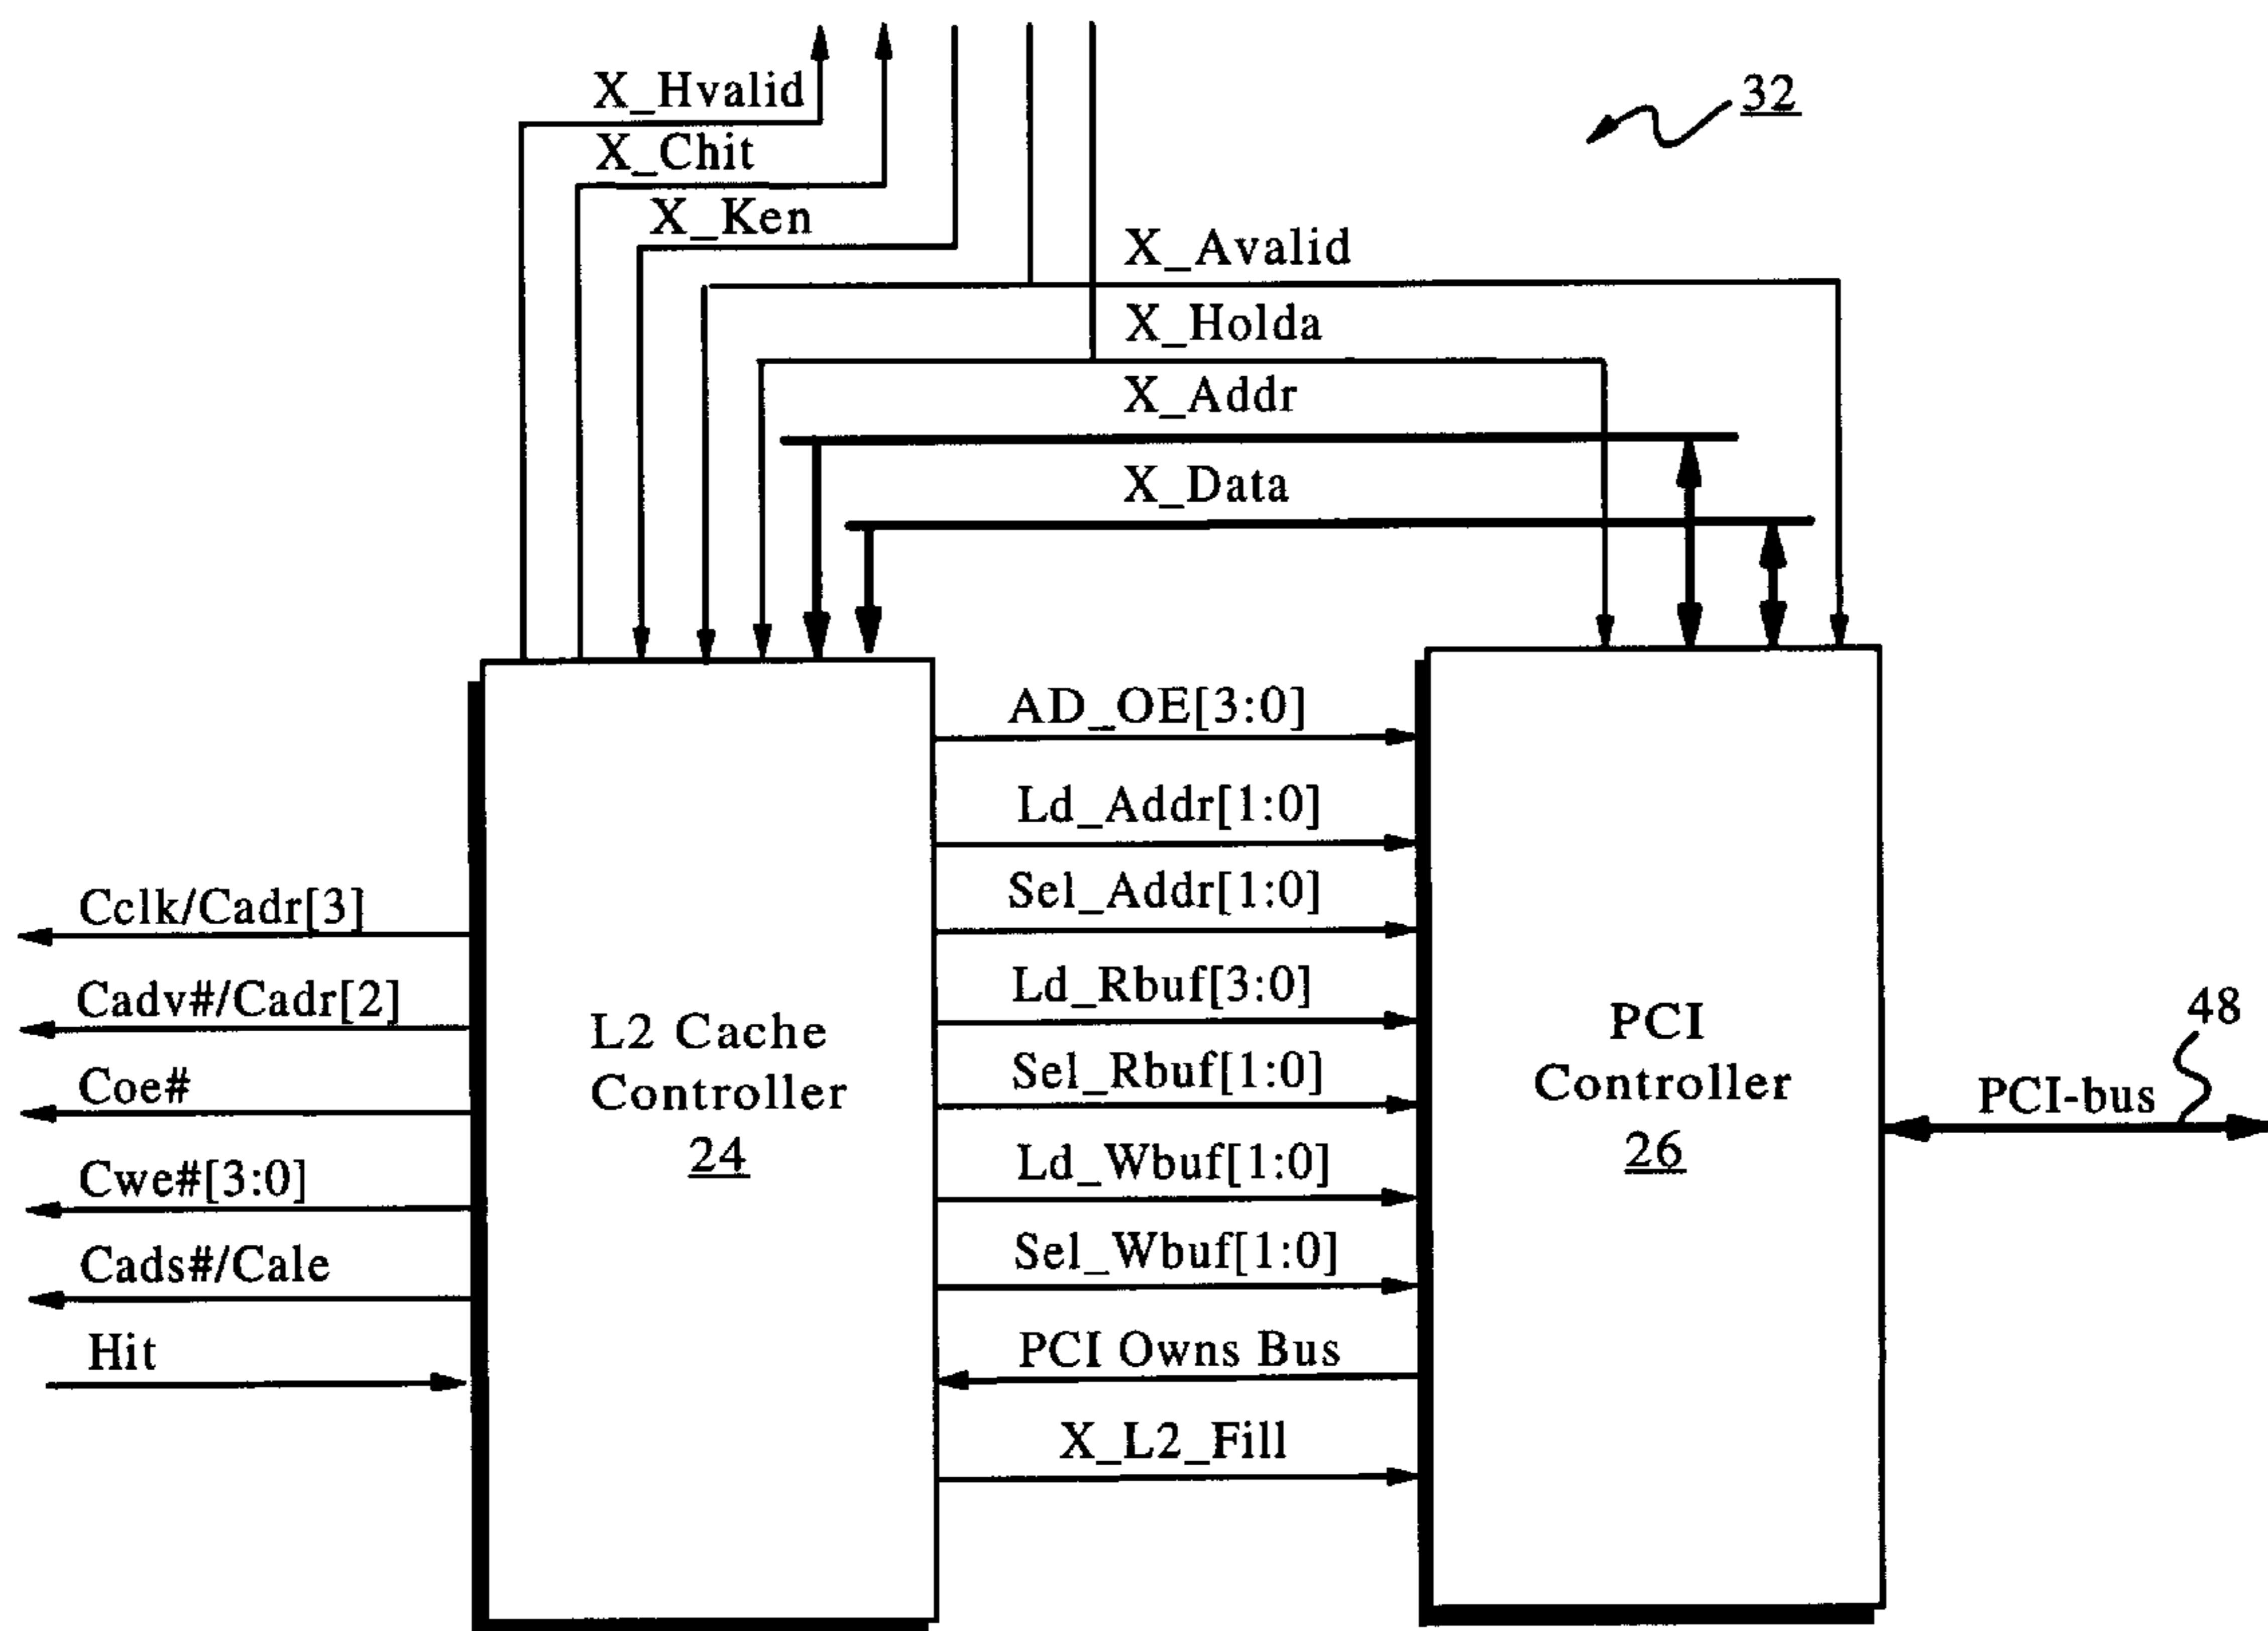 X_Hvalid
32
X_Chit
X_Ken
X_Avalid
X_Holda
X_Addr
X_Data
AD_OE[3:0]
Ld_Addr[1:0]
Sel_Addr[1:0]
Ld_Rbuf[3:0]
Sel_Rbuf[1:0]
Ld_Wbuf[1:0]
Sel_Wbuf[1:0]
PCI Owns Bus
X_L2_Fill
Cclk/Cadr[3]
Cadv#/Cadr[2]
Coe#
Cwe#[3:0]
Cads#/Cale
Hit
L2 Cache
Controller
24
PCI
Controller
26
48
PCI-bus